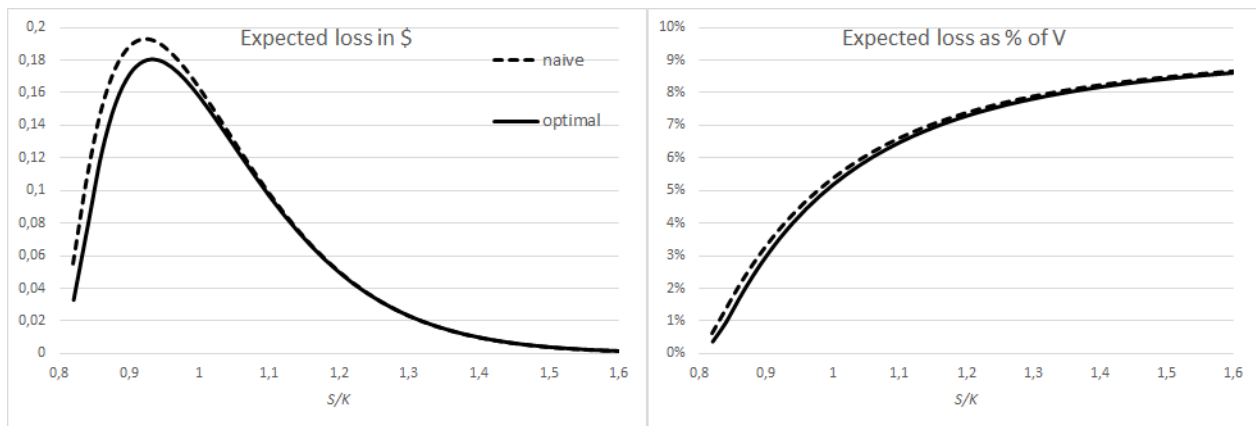 Expected loss in $
naive
optimal
0,2
0,18
0,16
0,14
0,12
0,1
0,08
0,06
0,04
0,02
0
0,8 0,9 1 1,1 1,2 1,3 1,4 1,5 1,6
S/K
Expected loss as % of V
10%
9%
8%
7%
6%
5%
4%
3%
2%
1%
0%
0,8 0,9 1 1,1 1,2 1,3 1,4 1,5 1,6
S/K